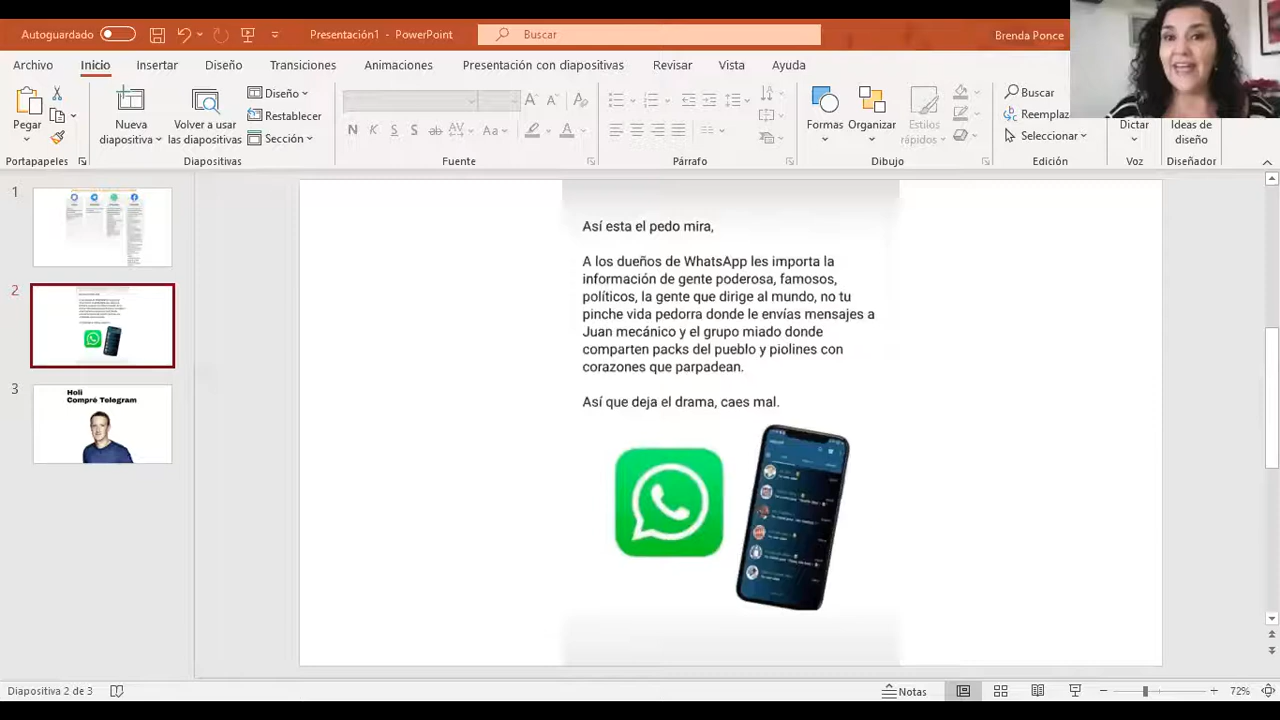 Autoguardado
Presentación1 - PowerPoint
Buscar
Brenda Ponce
Archivo
Inicio
Insertar
Diseño
Transiciones
Animaciones
Presentación con diapositivas
Revisar
Vista
Ayuda
Pegar
Portapapeles
Nueva
diapositiva
Volver a usar
las diapositivas
Diseño
Restablecer
Sección
Diapositivas
Fuente
Párrafo
Formas
Organizar
Estilos
rápidos
Dibujo
Buscar
Reemplaz
Seleccionar
Edición
Dictar
Voz
Ideas de
diseño
Diseñador
1
2
3
Holi
Compré Telegram
Así esta el pedo mira,
A los dueños de WhatsApp les importa la
información de gente poderosa, famosos,
políticos, la gente que dirige al mundo, no tu
pinche vida pedorra donde le envías mensajes a
Juan mecánico y el grupo miado donde
comparten packs del pueblo y piolines con
corazones que parpadean.
Así que deja el drama, caes mal.
Diapositiva 2 de 3
Notas
72%